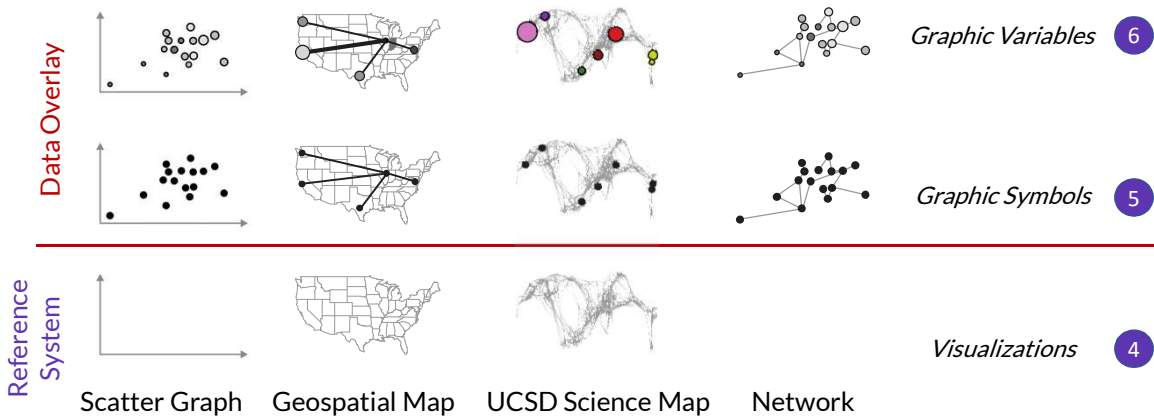 Data Overlay
Graphic Variables 6
Graphic Symbols 5
Reference
System
Visualizations 4
Scatter Graph Geospatial Map UCSD Science Map Network